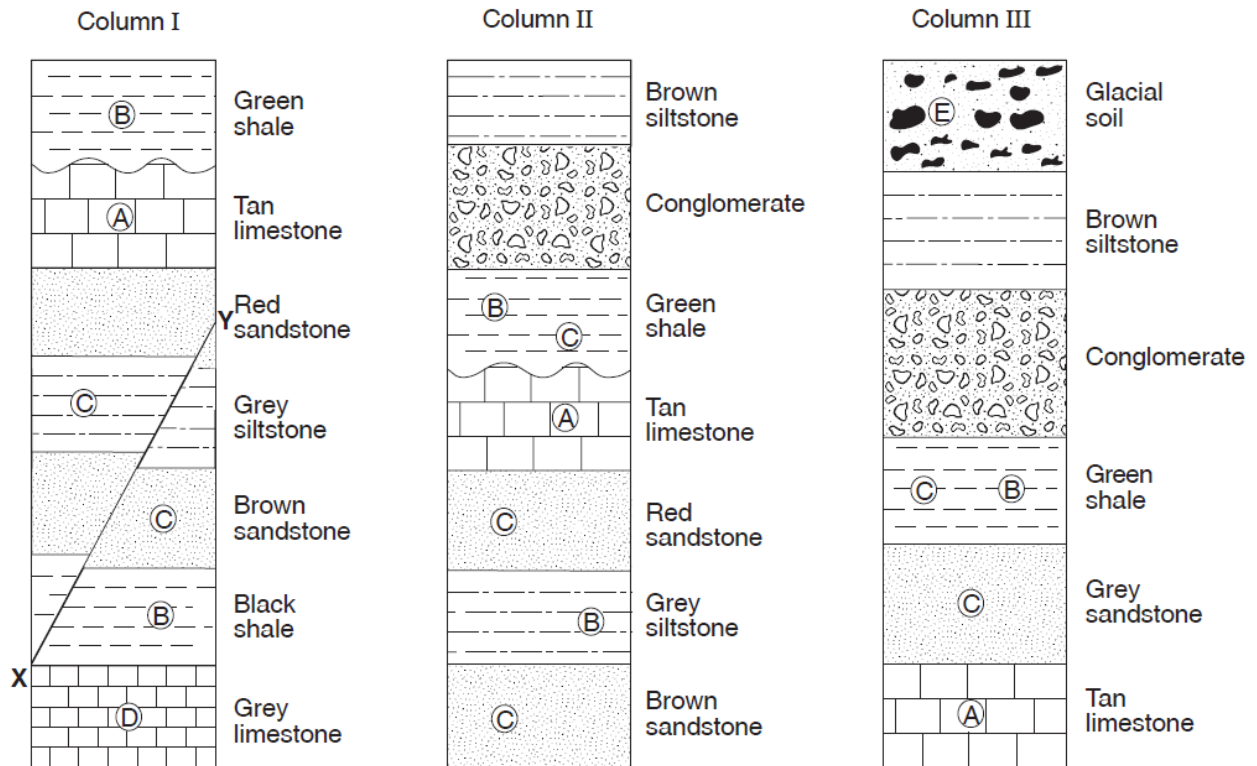 Column I
B
Green
shale
A
Tan
limestone
Y
Red
sandstone
C
Grey
siltstone
C
Brown
sandstone
B
Black
shale
X
D
Grey
limestone
Column II
Brown
siltstone
Conglomerate
B
C
Green
shale
A
Tan
limestone
C
Red
sandstone
B
Grey
siltstone
C
Brown
sandstone
Column III
E
Glacial
soil
Brown
siltstone
Conglomerate
C B
Green
shale
C
Grey
sandstone
A
Tan
limestone